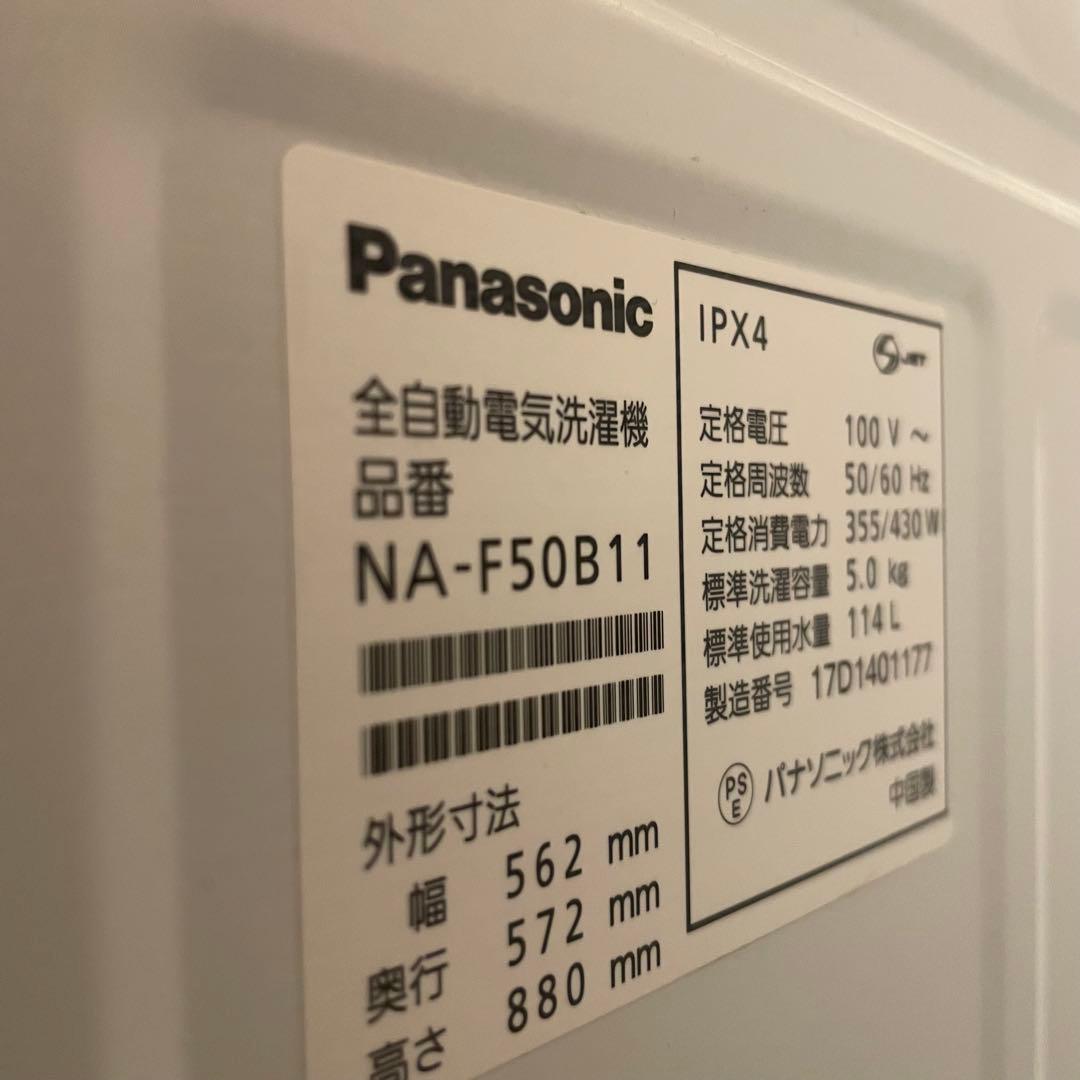 Panasonic
全自動電気洗濯機
品番
NA-F50B11
外形寸法
幅 562 mm
奥行 572 mm
高さ 880 mm
IPX4
S JET
定格電圧 100 V ～
定格周波数 50/60 Hz
定格消費電力 355/430 W
標準洗濯容量 5.0 kg
標準使用水量 114 L
製造番号 17D1401177
PSE パナソニック株式会社
中国製